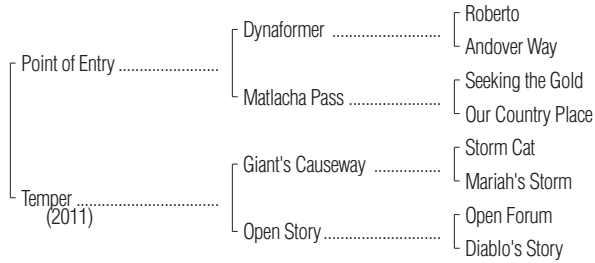 Roberto
Dynaformer
Andover Way
Point of Entry
Seeking the Gold
Matlacha Pass
Our Country Place
Storm Cat
Giant's Causeway
Mariah's Storm
Temper
(2011)
Open Forum
Open Story
Diablo's Story